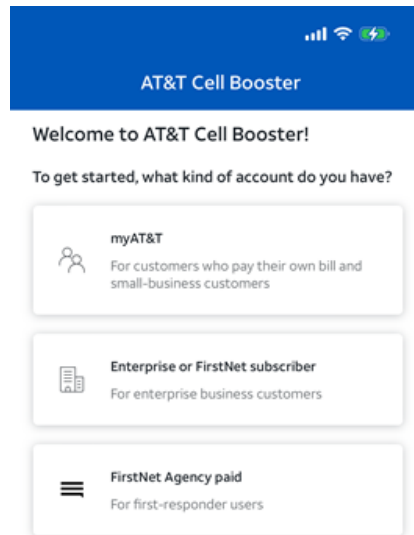 AT&T Cell Booster
Welcome to AT&T Cell Booster!
To get started, what kind of account do you have?
myAT&T
For customers who pay their own bill and
small-business customers
Enterprise or FirstNet subscriber
For enterprise business customers
FirstNet Agency paid
For first-responder users